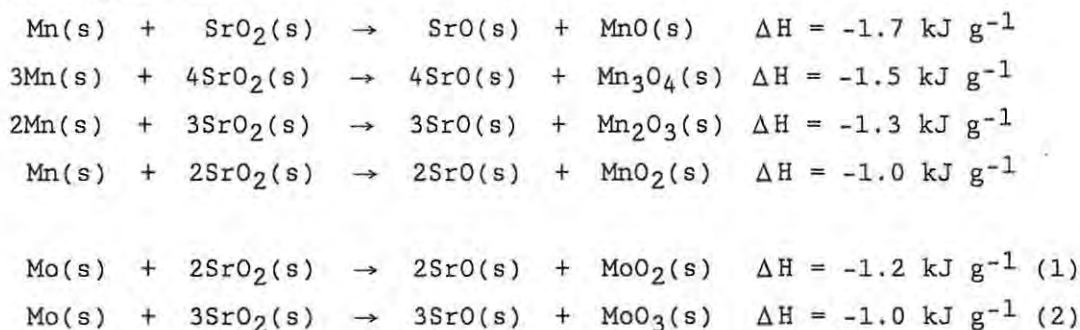 Mn(s) + SrO₂(s) → SrO(s) + MnO(s) ΔH = -1.7 kJ g⁻¹
3Mn(s) + 4SrO₂(s) → 4SrO(s) + Mn₃O₄(s) ΔH = -1.5 kJ g⁻¹
2Mn(s) + 3SrO₂(s) → 3SrO(s) + Mn₂O₃(s) ΔH = -1.3 kJ g⁻¹
Mn(s) + 2SrO₂(s) → 2SrO(s) + MnO₂(s) ΔH = -1.0 kJ g⁻¹
Mo(s) + 2SrO₂(s) → 2SrO(s) + MoO₂(s) ΔH = -1.2 kJ g⁻¹ (1)
Mo(s) + 3SrO₂(s) → 3SrO(s) + MoO₃(s) ΔH = -1.0 kJ g⁻¹ (2)